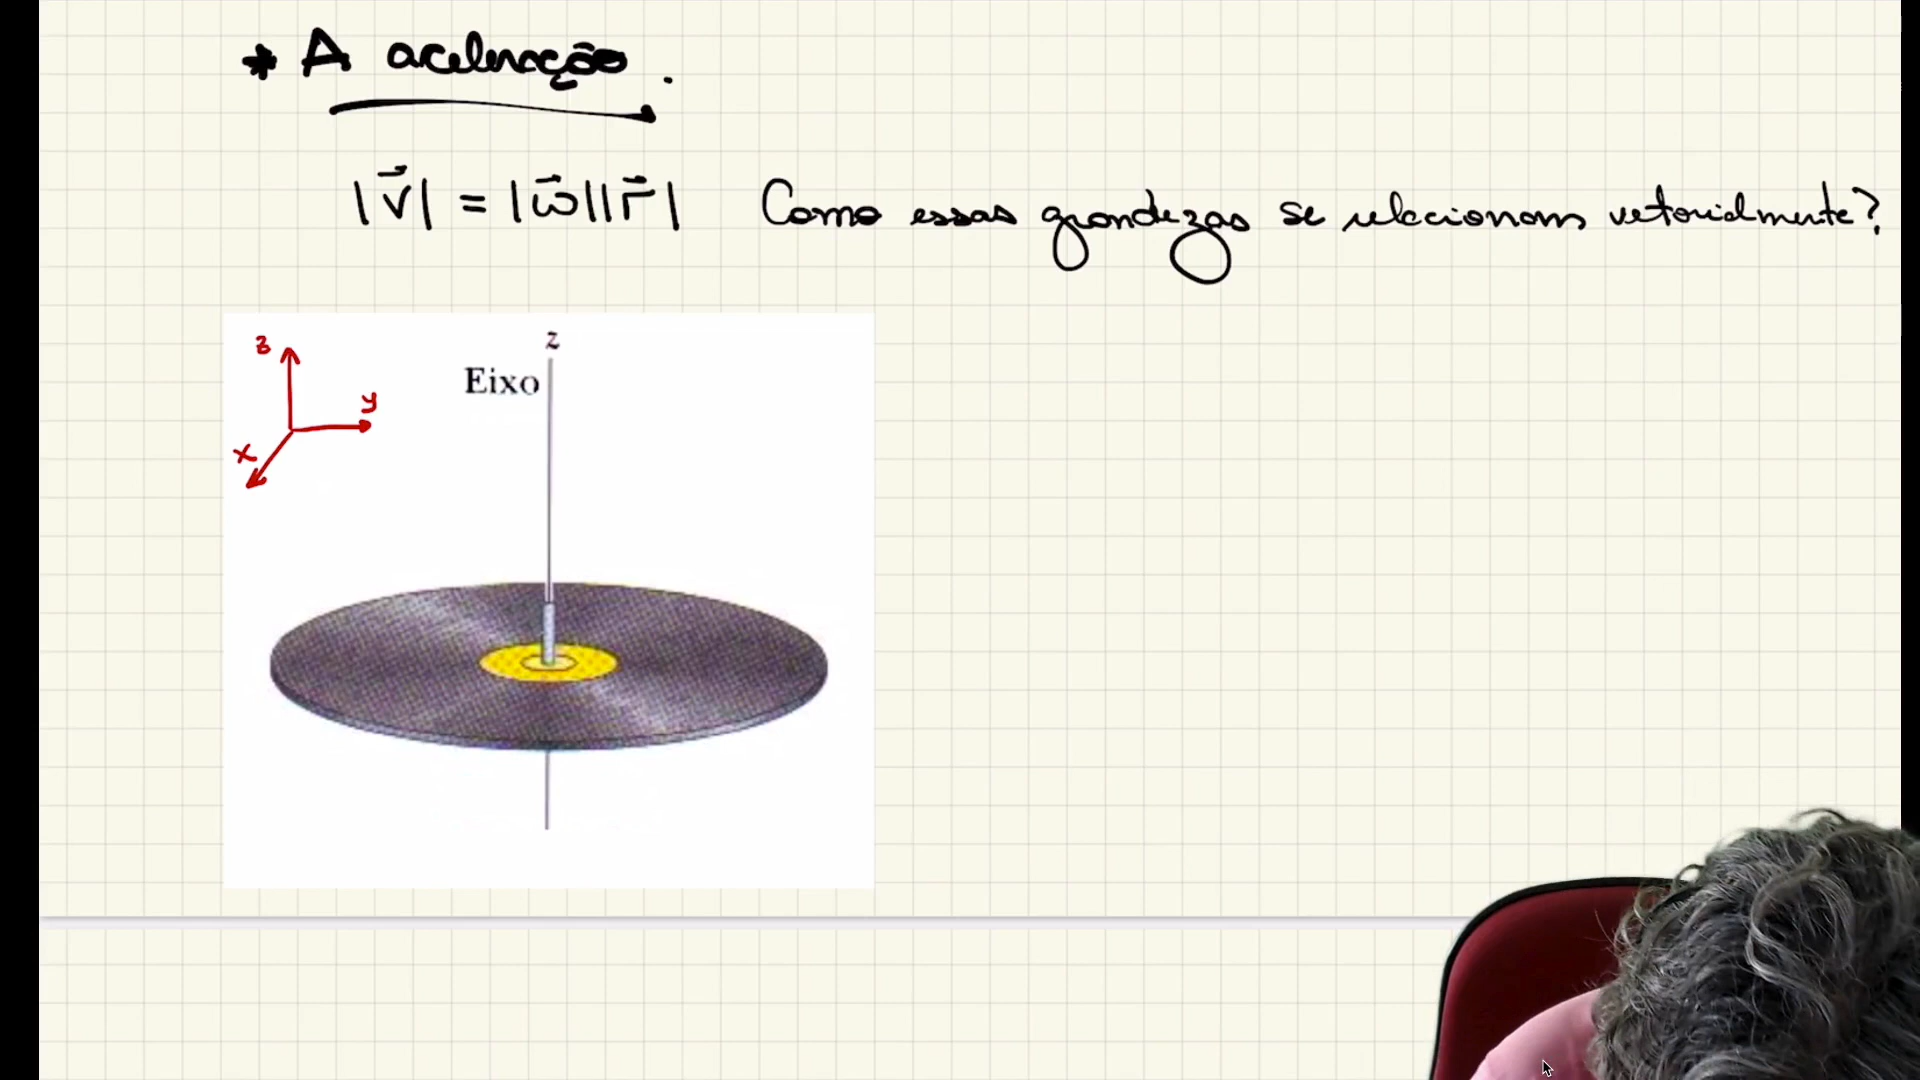 * A aceleração.
|v⃗| = |ω⃗||r⃗| Como essas grandezas se relacionam vetorialmente?
z
Eixo
z
y
x